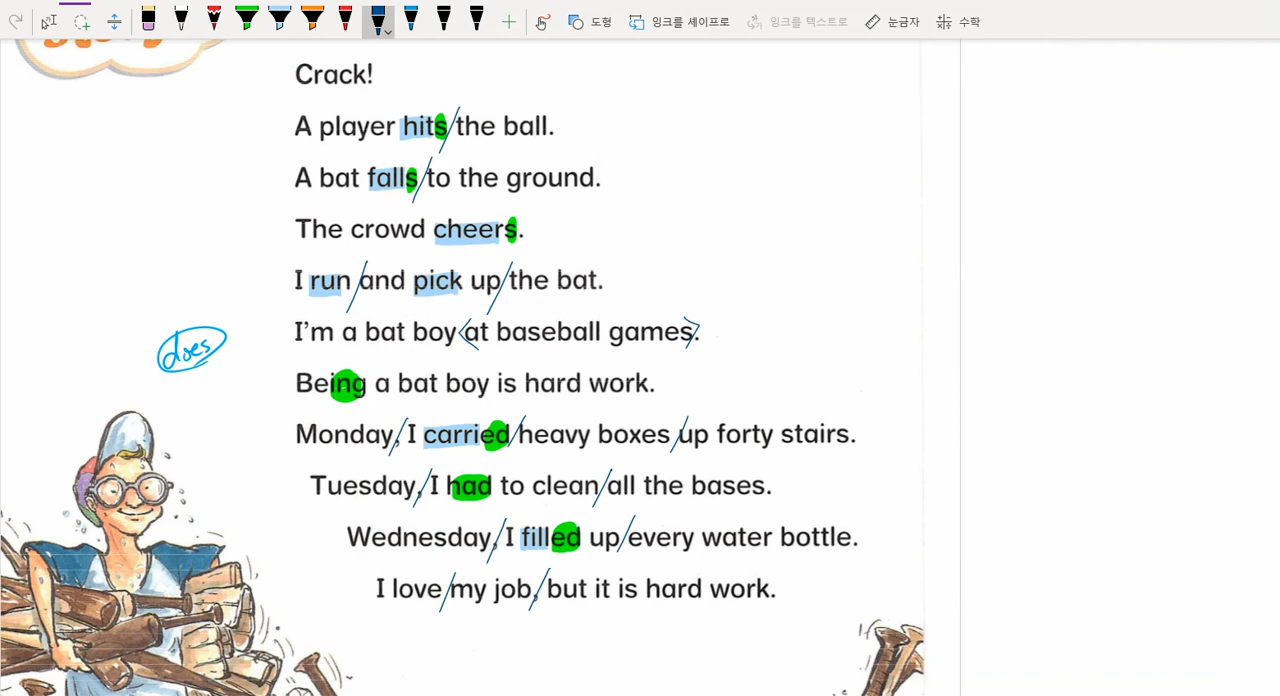 도형
잉크를 셰이프로
잉크를 텍스트로
눈금자
수학
Crack!
A player hits the ball.
A bat falls to the ground.
The crowd cheers.
I run and pick up the bat.
I'm a bat boy at baseball games.
does
Being a bat boy is hard work.
Monday, I carried heavy boxes up forty stairs.
Tuesday, I had to clean all the bases.
Wednesday, I filled up every water bottle.
I love my job, but it is hard work.